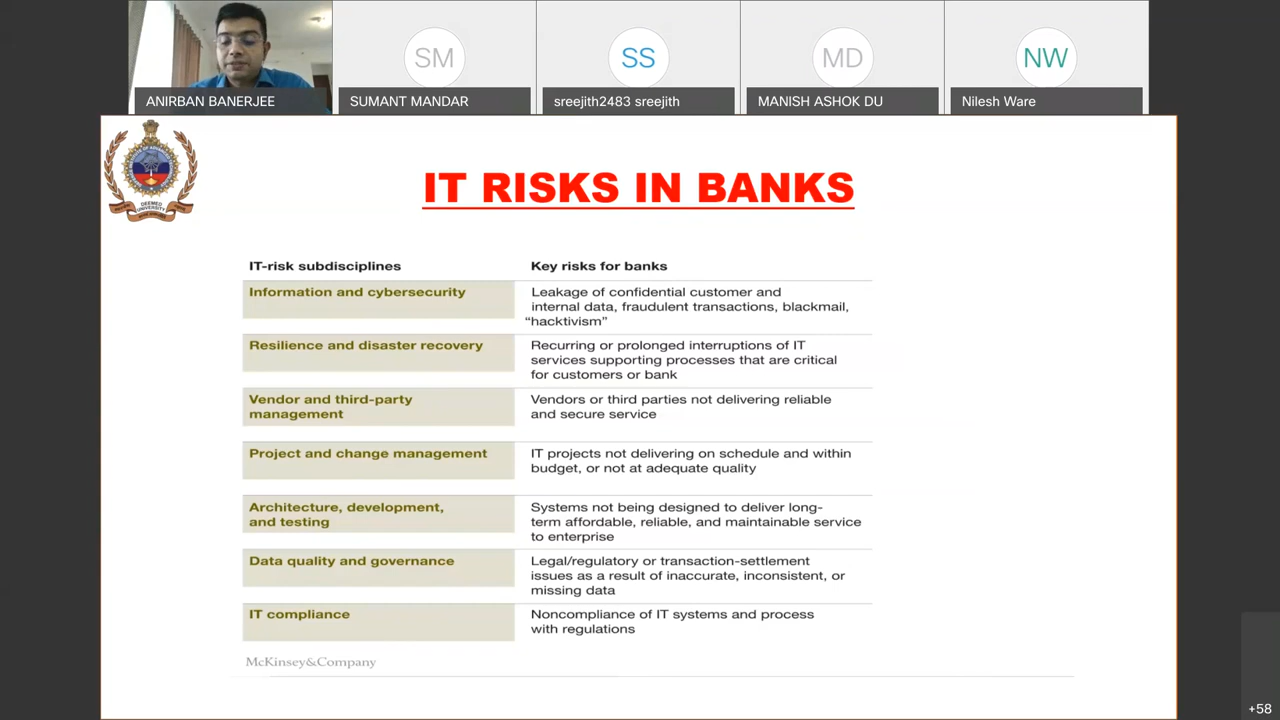 SM
SS
MD
NW
ANIRBAN BANERJEE
SUMANT MANDAR
sreejith2483 sreejith
MANISH ASHOK DU
Nilesh Ware
DEEMED
UNIVERSITY
IT RISKS IN BANKS
IT-risk subdisciplines
Key risks for banks
Information and cybersecurity
Leakage of confidential customer and
internal data, fraudulent transactions, blackmail,
“hacktivism”
Resilience and disaster recovery
Recurring or prolonged interruptions of IT
services supporting processes that are critical
for customers or bank
Vendor and third-party
management
Vendors or third parties not delivering reliable
and secure service
Project and change management
IT projects not delivering on schedule and within
budget, or not at adequate quality
Architecture, development,
and testing
Systems not being designed to deliver long-
term affordable, reliable, and maintainable service
to enterprise
Data quality and governance
Legal/regulatory or transaction-settlement
issues as a result of inaccurate, inconsistent, or
missing data
IT compliance
Noncompliance of IT systems and process
with regulations
McKinsey&Company
+58